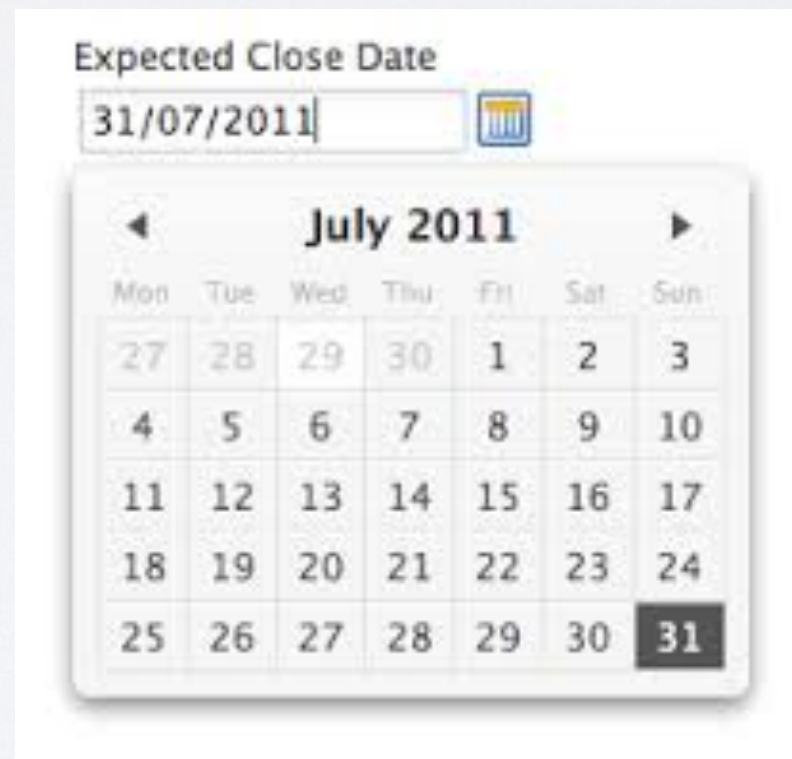 Expected Close Date
31/07/2011
July 2011
Mon Tue Wed Thu Fri Sat Sun
27 28 29 30 1 2 3
4 5 6 7 8 9 10
11 12 13 14 15 16 17
18 19 20 21 22 23 24
25 26 27 28 29 30 31